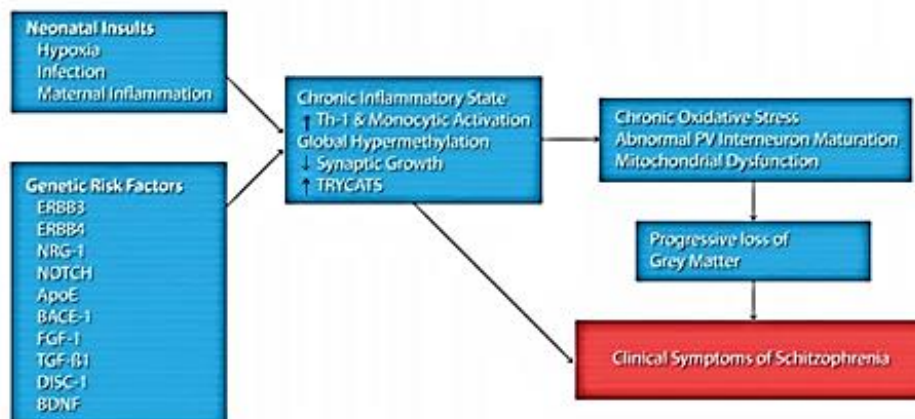 Neonatal Insults
Hypoxia
Infection
Maternal Inflammation
Genetic Risk Factors
ERBB3
ERBB4
NRG-1
NOTCH
ApoE
BACE-1
FGF-1
TGF-ß1
DISC-1
BDNF
Chronic Inflammatory State
↑ Th-1 & Monocytic Activation
Global Hypermethylation
↓ Synaptic Growth
↑ TRYCATS
Chronic Oxidative Stress
Abnormal PV Interneuron Maturation
Mitochondrial Dysfunction
Progressive loss of
Grey Matter
Clinical Symptoms of Schitzophrenia